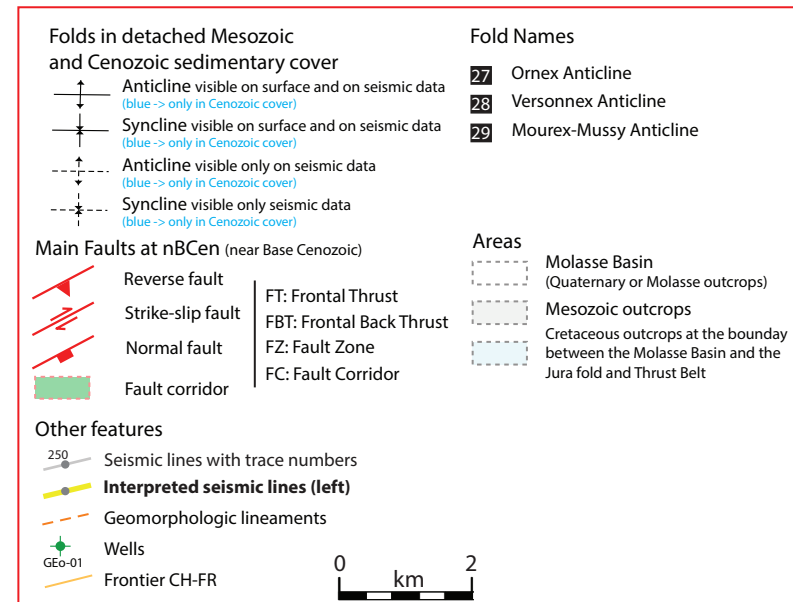 Folds in detached Mesozoic
and Cenozoic sedimentary cover
Anticline visible on surface and on seismic data
(blue -> only in Cenozoic cover)
Syncline visible on surface and on seismic data
(blue -> only in Cenozoic cover)
Anticline visible only on seismic data
(blue -> only in Cenozoic cover)
Syncline visible only seismic data
(blue -> only in Cenozoic cover)
Fold Names
27 Ornex Anticline
28 Versonnex Anticline
29 Mourex-Mussy Anticline
Main Faults at nBCen (near Base Cenozoic)
Reverse fault
Strike-slip fault
Normal fault
Fault corridor
FT: Frontal Thrust
FBT: Frontal Back Thrust
FZ: Fault Zone
FC: Fault Corridor
Areas
Molasse Basin
(Quaternary or Molasse outcrops)
Mesozoic outcrops
Cretaceous outcrops at the bounday
between the Molasse Basin and the
Jura fold and Thrust Belt
Other features
250 Seismic lines with trace numbers
Interpreted seismic lines (left)
Geomorphologic lineaments
Wells
GEo-01
Frontier CH-FR
0 2
km